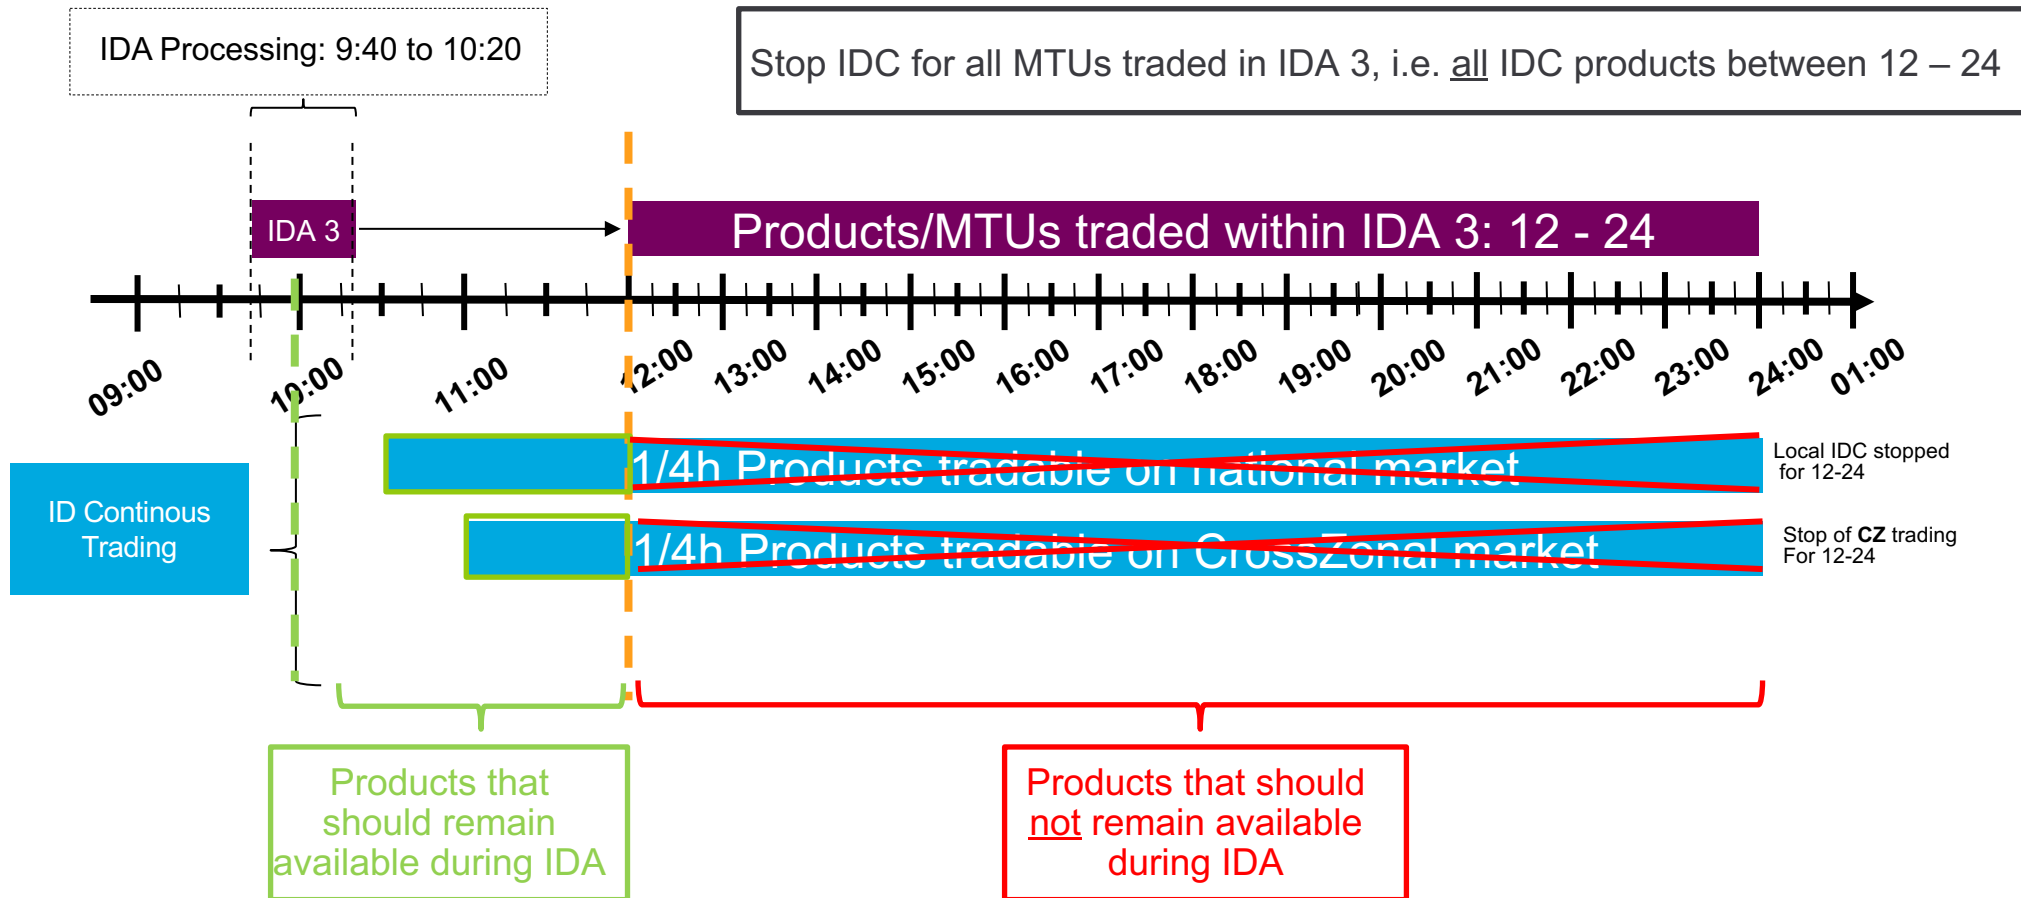 IDA Processing: 9:40 to 10:20
Stop IDC for all MTUs traded in IDA 3, i.e. all IDC products between 12 – 24
IDA 3
Products/MTUs traded within IDA 3: 12 - 24
09:00
10:00
11:00
12:00
13:00
14:00
15:00
16:00
17:00
18:00
19:00
20:00
21:00
22:00
23:00
24:00
01:00
1/4h Products tradable on national market
Local IDC stopped
for 12-24
ID Continous
Trading
1/4h Products tradable on CrossZonal market
Stop of CZ trading
For 12-24
Products that
should remain
available during IDA
Products that should
not remain available
during IDA